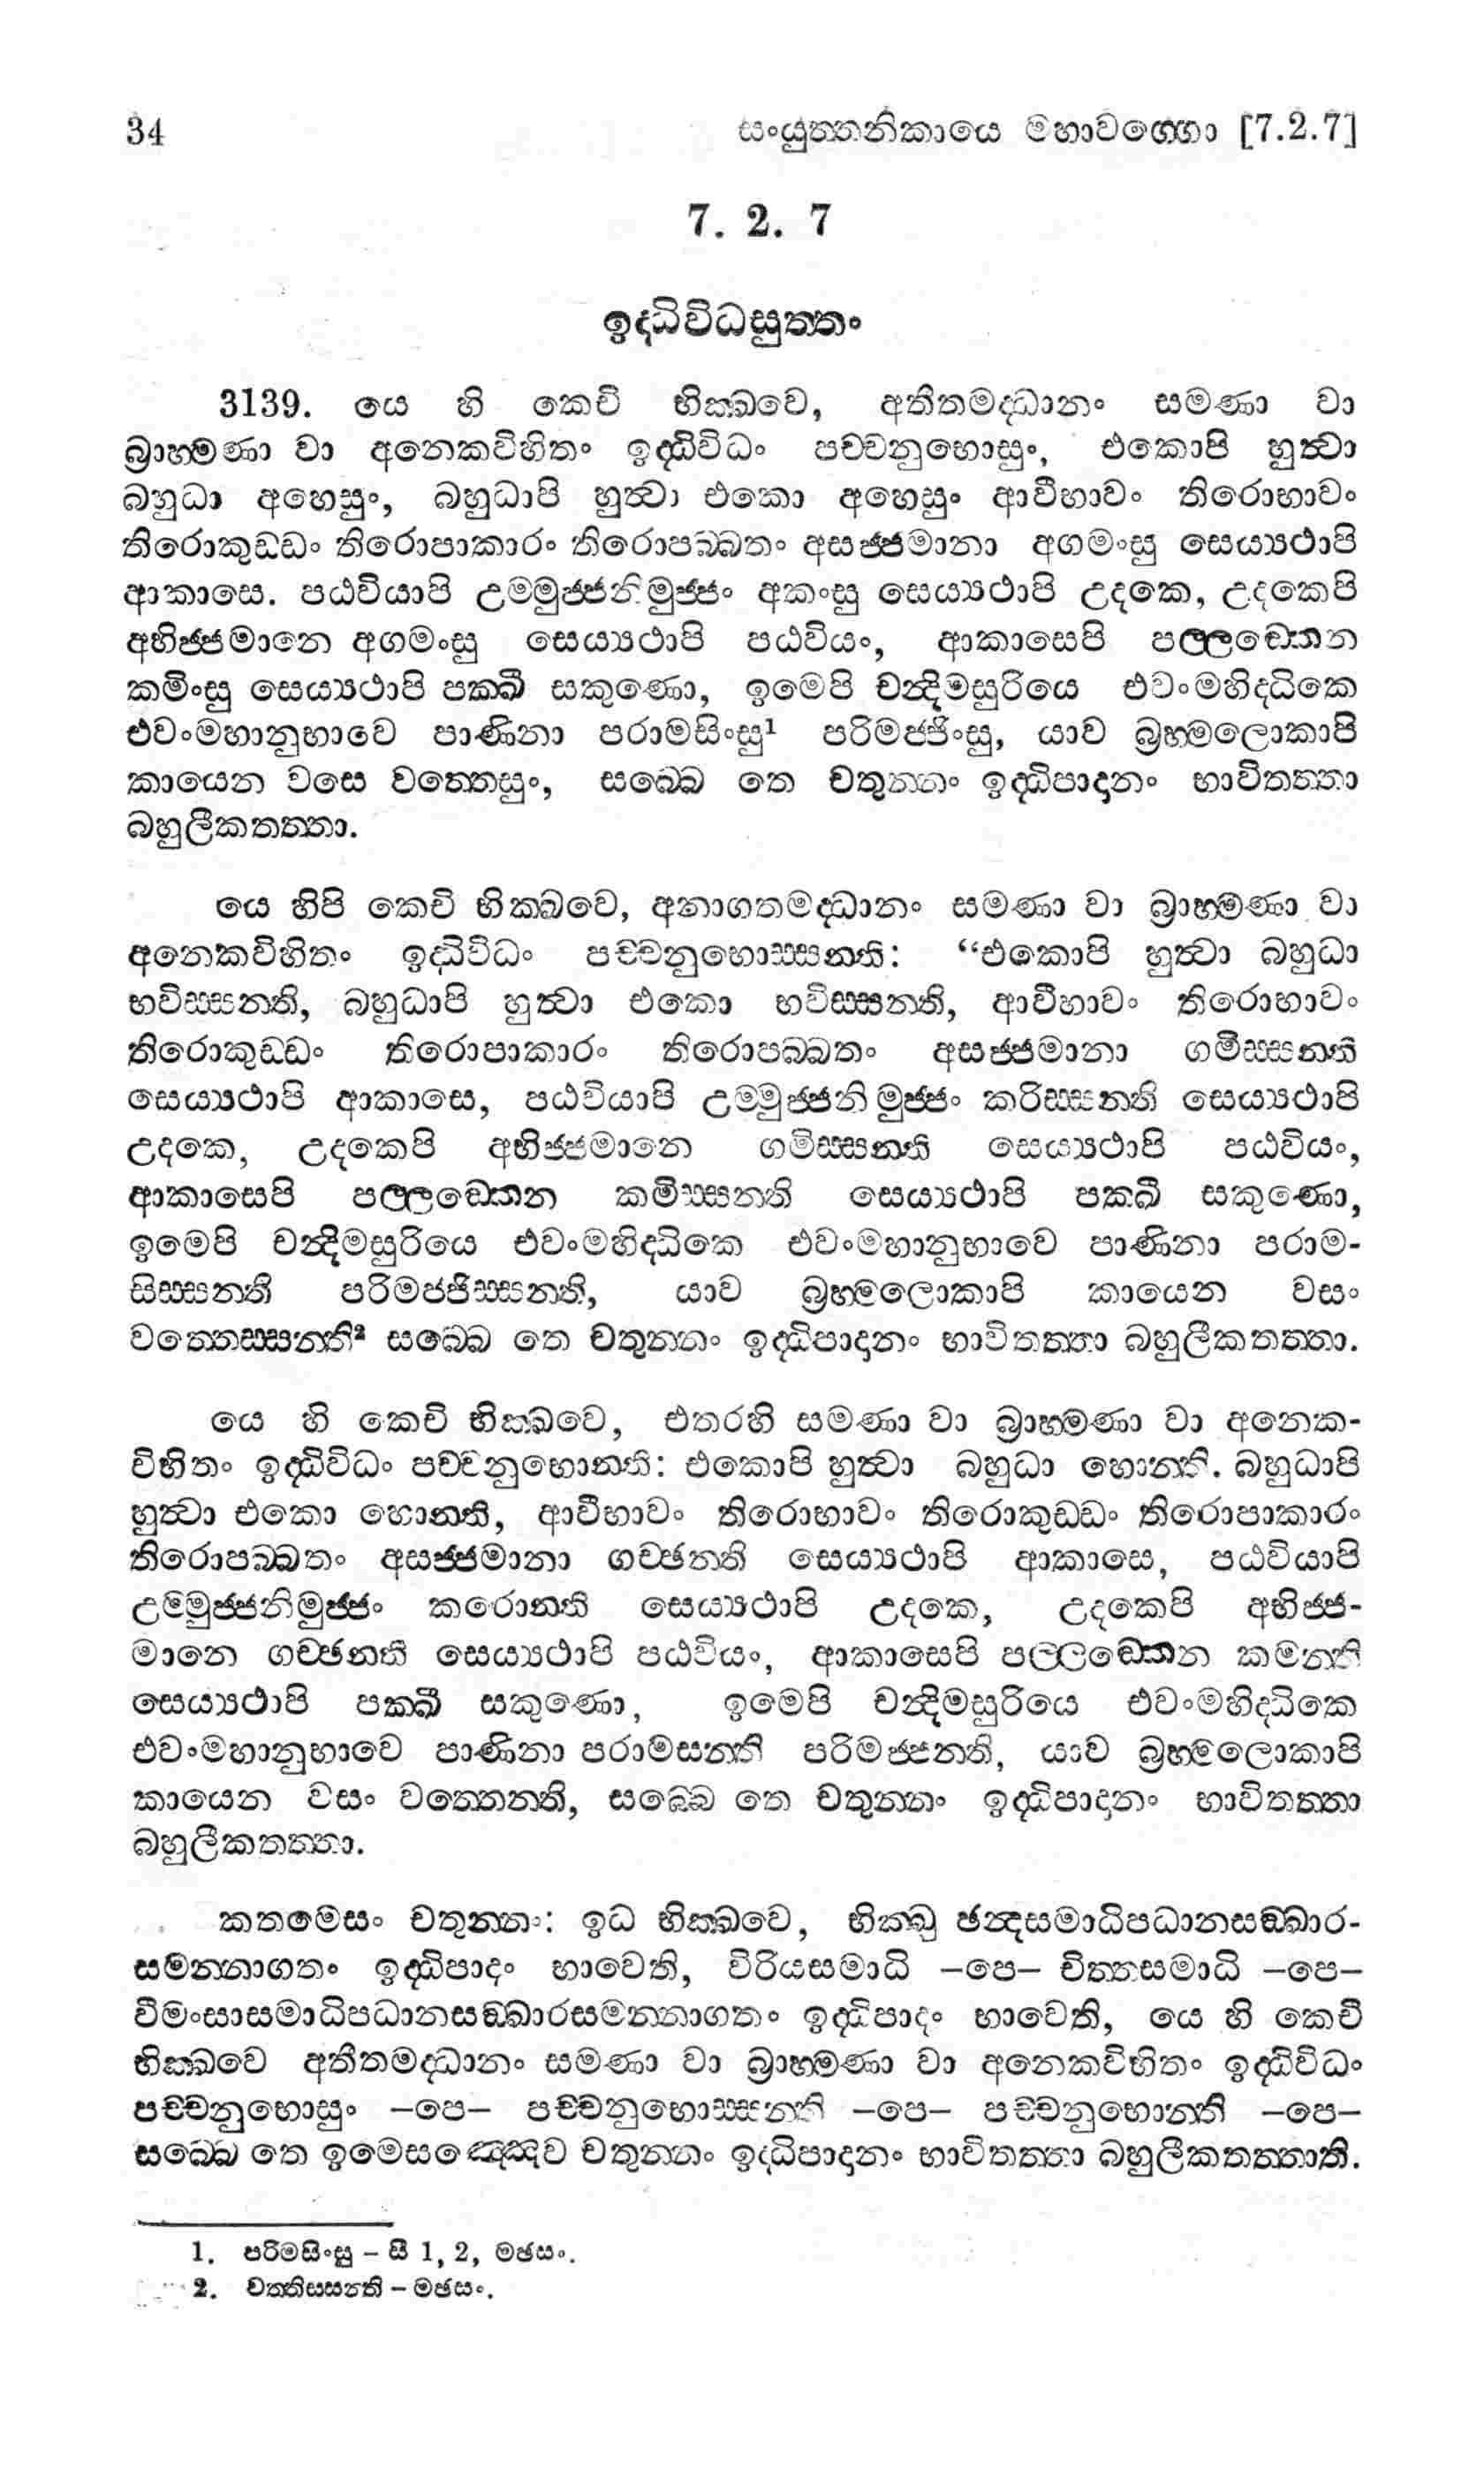 34
සංයුත්තනිකායෙ මහාවග්ගො [7.2.7]
7. 2. 7
ඉද්ධිවිධසුත්තං
3139. යෙ හි කෙචි භික්ඛවෙ, අතීතමද්ධානං සමණා වා
බ්‍රාහ්මණා වා අනෙකවිහිතං ඉද්ධිවිධං පච්චනුභොසුං, එකොපි හුත්වා
බහුධා අහෙසුං, බහුධාපි හුත්වා එකො අහෙසුං ආවීභාවං තිරොභාවං
තිරොකුඩ්ඩං තිරොපාකාරං තිරොපබ්බතං අසජ්ජමානා අගමංසු සෙය්‍යථාපි
ආකාසෙ. පඨවියාපි උම්මුජ්ජනිමුජ්ජං අකංසු සෙය්‍යථාපි උදකෙ, උදකෙපි
අභිජ්ජමානෙ අගමංසු සෙය්‍යථාපි පඨවියං, ආකාසෙපි පල්ලඞ්කෙන
කමිංසු සෙය්‍යථාපි පක්ඛී සකුණො, ඉමෙපි චන්දිමසුරියෙ එවංමහිද්ධිකෙ
එවංමහානුභාවෙ පාණිනා පරාමසිංසු¹ පරිමජ්ජිංසු, යාව බ්‍රහ්මලොකාපි
කායෙන වසෙ වත්තෙසුං, සබ්බෙ තෙ චතුන්නං ඉද්ධිපාදානං භාවිතත්තා
බහුලීකතත්තා.
යෙ හිපි කෙචි භික්ඛවෙ, අනාගතමද්ධානං සමණා වා බ්‍රාහ්මණා වා
අනෙකවිහිතං ඉද්ධිවිධං පච්චනුභොස්සන්ති: “එකොපි හුත්වා බහුධා
භවිස්සන්ති, බහුධාපි හුත්වා එකො භවිස්සන්ති, ආවීභාවං තිරොභාවං
තිරොකුඩ්ඩං තිරොපාකාරං තිරොපබ්බතං අසජ්ජමානා ගමිස්සන්ති
සෙය්‍යථාපි ආකාසෙ, පඨවියාපි උම්මුජ්ජනිමුජ්ජං කරිස්සන්ති සෙය්‍යථාපි
උදකෙ, උදකෙපි අභිජ්ජමානෙ ගමිස්සන්ති සෙය්‍යථාපි පඨවියං,
ආකාසෙපි පල්ලඞ්කෙන කමිස්සන්ති සෙය්‍යථාපි පක්ඛී සකුණො,
ඉමෙපි චන්දිමසුරියෙ එවංමහිද්ධිකෙ එවංමහානුභාවෙ පාණිනා පරාම-
සිස්සන්ති පරිමජ්ජිස්සන්ති, යාව බ්‍රහ්මලොකාපි කායෙන වසං
වත්තෙස්සන්ති² සබ්බෙ තෙ චතුන්නං ඉද්ධිපාදානං භාවිතත්තා බහුලීකතත්තා.
යෙ හි කෙචි භික්ඛවෙ, එතරහි සමණා වා බ්‍රාහ්මණා වා අනෙක-
විහිතං ඉද්ධිවිධං පච්චනුභොන්ති: එකොපි හුත්වා බහුධා හොන්ති. බහුධාපි
හුත්වා එකො හොන්ති, ආවීභාවං තිරොභාවං තිරොකුඩ්ඩං තිරොපාකාරං
තිරොපබ්බතං අසජ්ජමානා ගච්ඡන්ති සෙය්‍යථාපි ආකාසෙ, පඨවියාපි
උම්මුජ්ජනිමුජ්ජං කරොන්ති සෙය්‍යථාපි උදකෙ, උදකෙපි අභිජ්ජ-
මානෙ ගච්ඡන්ති සෙය්‍යථාපි පඨවියං, ආකාසෙපි පල්ලඞ්කෙන කමන්ති
සෙය්‍යථාපි පක්ඛී සකුණො, ඉමෙපි චන්දිමසුරියෙ එවංමහිද්ධිකෙ
එවංමහානුභාවෙ පාණිනා පරාමසන්ති පරිමජ්ජන්ති, යාව බ්‍රහ්මලොකාපි
කායෙන වසං වත්තෙන්ති, සබ්බෙ තෙ චතුන්නං ඉද්ධිපාදානං භාවිතත්තා
බහුලීකතත්තා.
කතමෙසං චතුන්නං: ඉධ භික්ඛවෙ, භික්ඛු ඡන්දසමාධිපධානසඞ්ඛාර-
සමන්නාගතං ඉද්ධිපාදං භාවෙති, විරියසමාධි –පෙ– චිත්තසමාධි –පෙ–
වීමංසාසමාධිපධානසඞ්ඛාරසමන්නාගතං ඉද්ධිපාදං භාවෙති, යෙ හි කෙචි
භික්ඛවෙ අතීතමද්ධානං සමණා වා බ්‍රාහ්මණා වා අනෙකවිහිතං ඉද්ධිවිධං
පච්චනුභොසුං –පෙ– පච්චනුභොස්සන්ති –පෙ– පච්චනුභොන්ති –පෙ–
සබ්බෙ තෙ ඉමෙසඤ්ඤෙව චතුන්නං ඉද්ධිපාදානං භාවිතත්තා බහුලීකතත්තාති.
1. පරිමසිංසු – සී 1, 2, මඡසං.
2. වත්තිස්සන්ති – මඡසං.